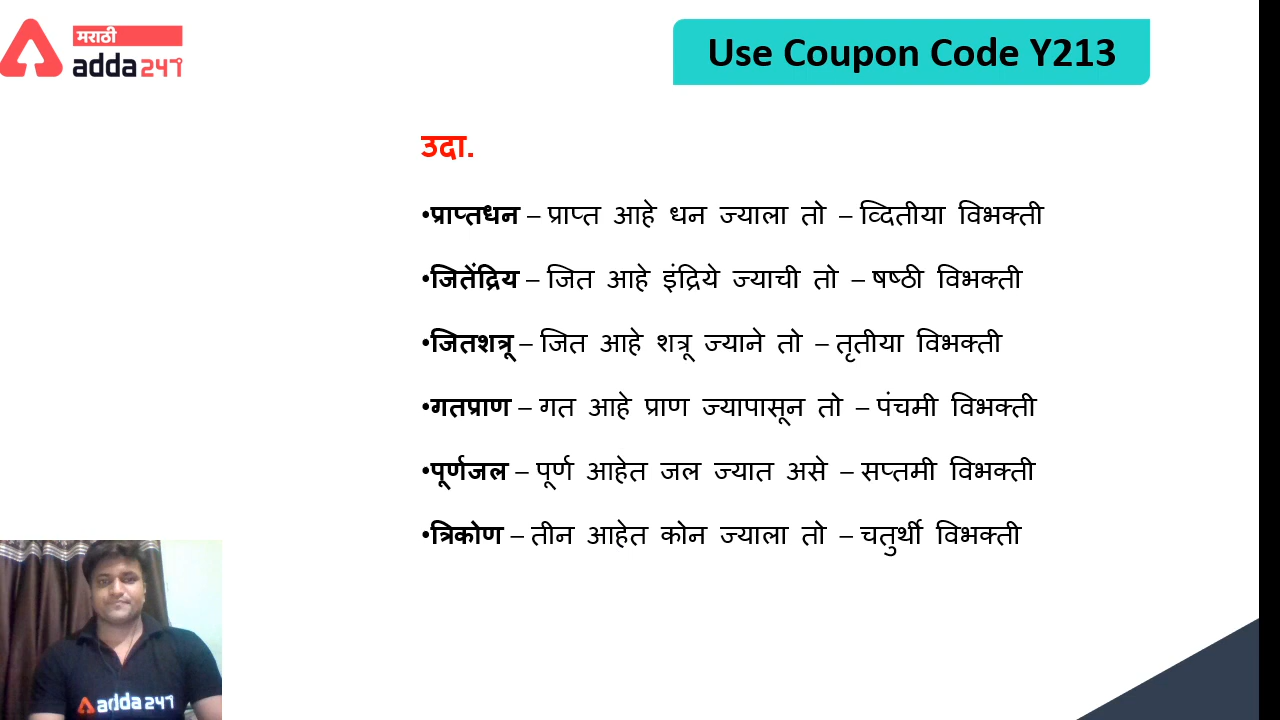 मराठी
adda247
Use Coupon Code Y213
उदा.
•प्राप्तधन – प्राप्त आहे धन ज्याला तो – व्दितीया विभक्ती
•जितेंद्रिय – जित आहे इंद्रिये ज्याची तो – षष्ठी विभक्ती
•जितशत्रू – जित आहे शत्रू ज्याने तो – तृतीया विभक्ती
•गतप्राण – गत आहे प्राण ज्यापासून तो – पंचमी विभक्ती
•पूर्णजल – पूर्ण आहेत जल ज्यात असे – सप्तमी विभक्ती
•त्रिकोण – तीन आहेत कोन ज्याला तो – चतुर्थी विभक्ती
adda247